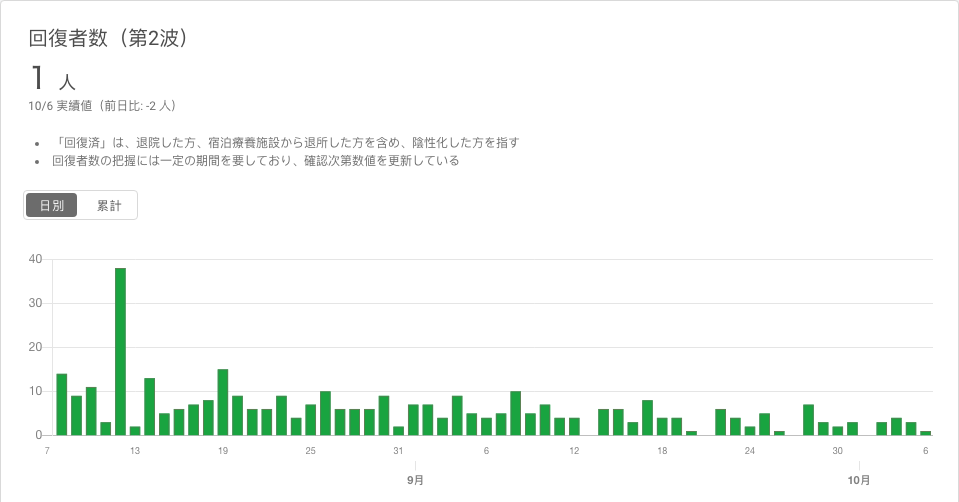 回復者数（第2波）
1 人
10/6 実績値（前日比: -2 人）
• 「回復済」は、退院した方、宿泊療養施設から退所した方を含め、陰性化した方を指す
• 回復者数の把握には一定の期間を要しており、確認次第数値を更新している
日別 累計
40
30
20
10
0
7 13 19 25 31 6 12 18 24 30 6
9月 10月